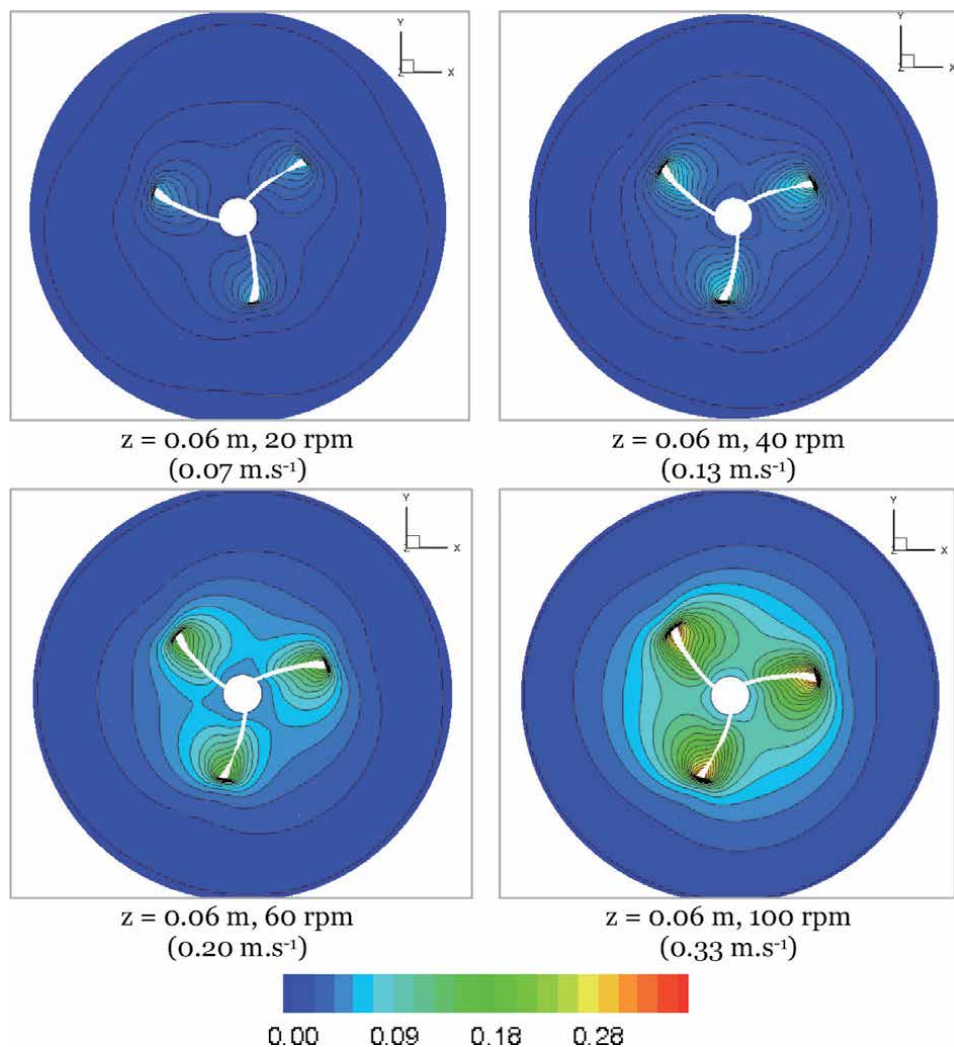 Y
Z X
Y
Z X
z = 0.06 m, 20 rpm
(0.07 m.s⁻¹)
z = 0.06 m, 40 rpm
(0.13 m.s⁻¹)
Y
Z X
Y
Z X
z = 0.06 m, 60 rpm
(0.20 m.s⁻¹)
z = 0.06 m, 100 rpm
(0.33 m.s⁻¹)
0.00 0.09 0.18 0.28